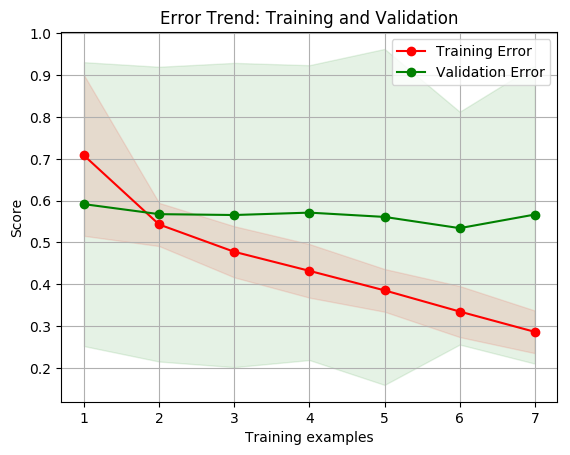 Error Trend: Training and Validation
1.0
0.9
0.8
0.7
0.6
0.5
0.4
0.3
0.2
Score
Training Error
Validation Error
1 2 3 4 5 6 7
Training examples